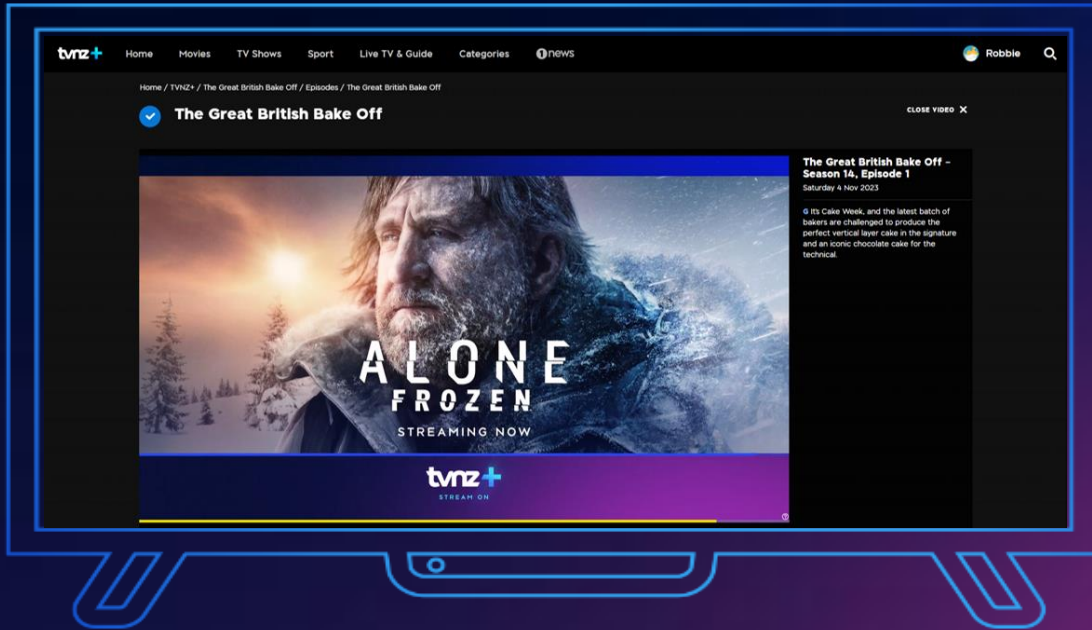 tvnz+ Home Movies TV Shows Sport Live TV & Guide Categories 1news Robbie
Home / TVNZ+ / The Great British Bake Off / Episodes / The Great British Bake Off
The Great British Bake Off
CLOSE VIDEO X
The Great British Bake Off –
Season 14, Episode 1
Saturday 4 Nov 2023
G It's Cake Week, and the latest batch of
bakers are challenged to produce the
perfect vertical layer cake in the signature
and an iconic chocolate cake for the
technical.
ALONE
FROZEN
STREAMING NOW
tvnz+
STREAM ON